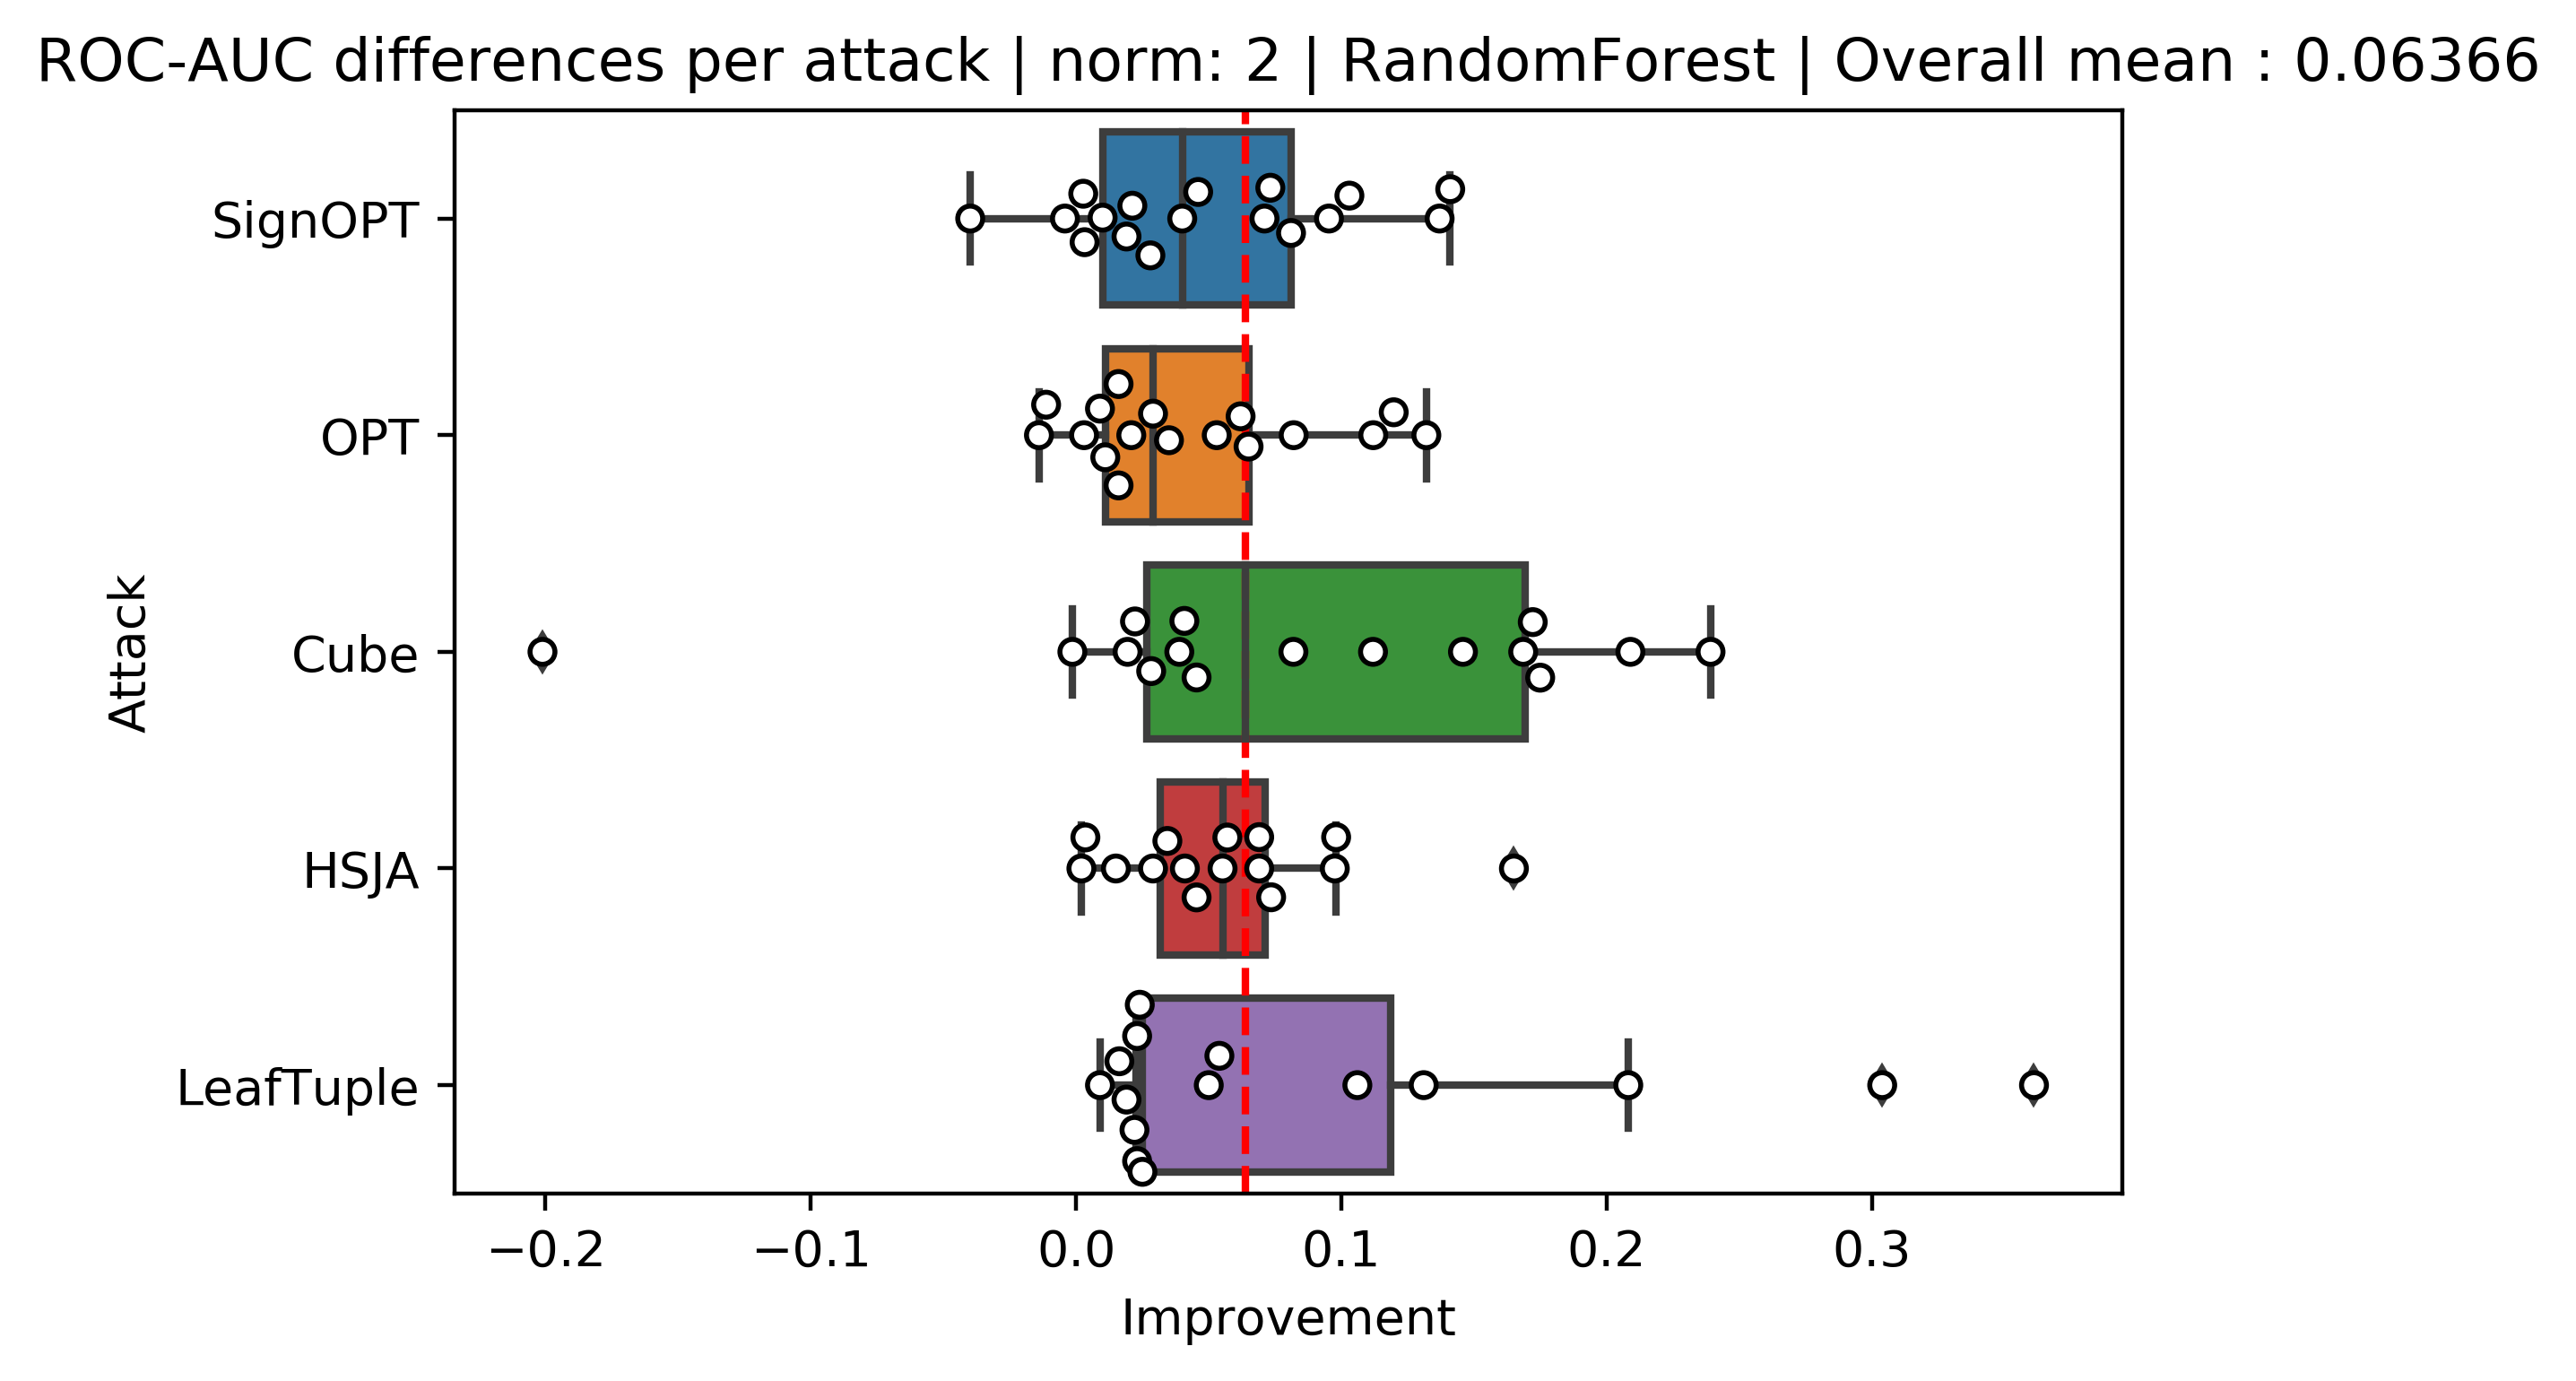 ROC-AUC differences per attack | norm: 2 | RandomForest | Overall mean : 0.06366
Attack
SignOPT
OPT
Cube
HSJA
LeafTuple
−0.2 −0.1 0.0 0.1 0.2 0.3
Improvement